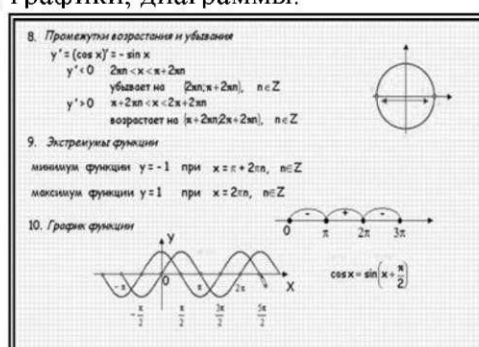 графики, диаграммы.
8. Промежутки возрастания и убывания
y' = (cos x)' = - sin x
y' < 0 2πn < x < π + 2πn
убывает на [2πn; π + 2πn), n∈Z
y' > 0 π + 2πn < x < 2π + 2πn
возрастает на [π + 2πn; 2π + 2πn), n∈Z
9. Экстремумы функции
минимум функции y = - 1 при x = π + 2πn, n∈Z
максимум функции y = 1 при x = 2πn, n∈Z
- + -
0 π 2π 3π
10. График функции
Y
-π 0 π 2π X
-π/2 π/2 3π/2 5π/2
cos x = sin(x + π/2)